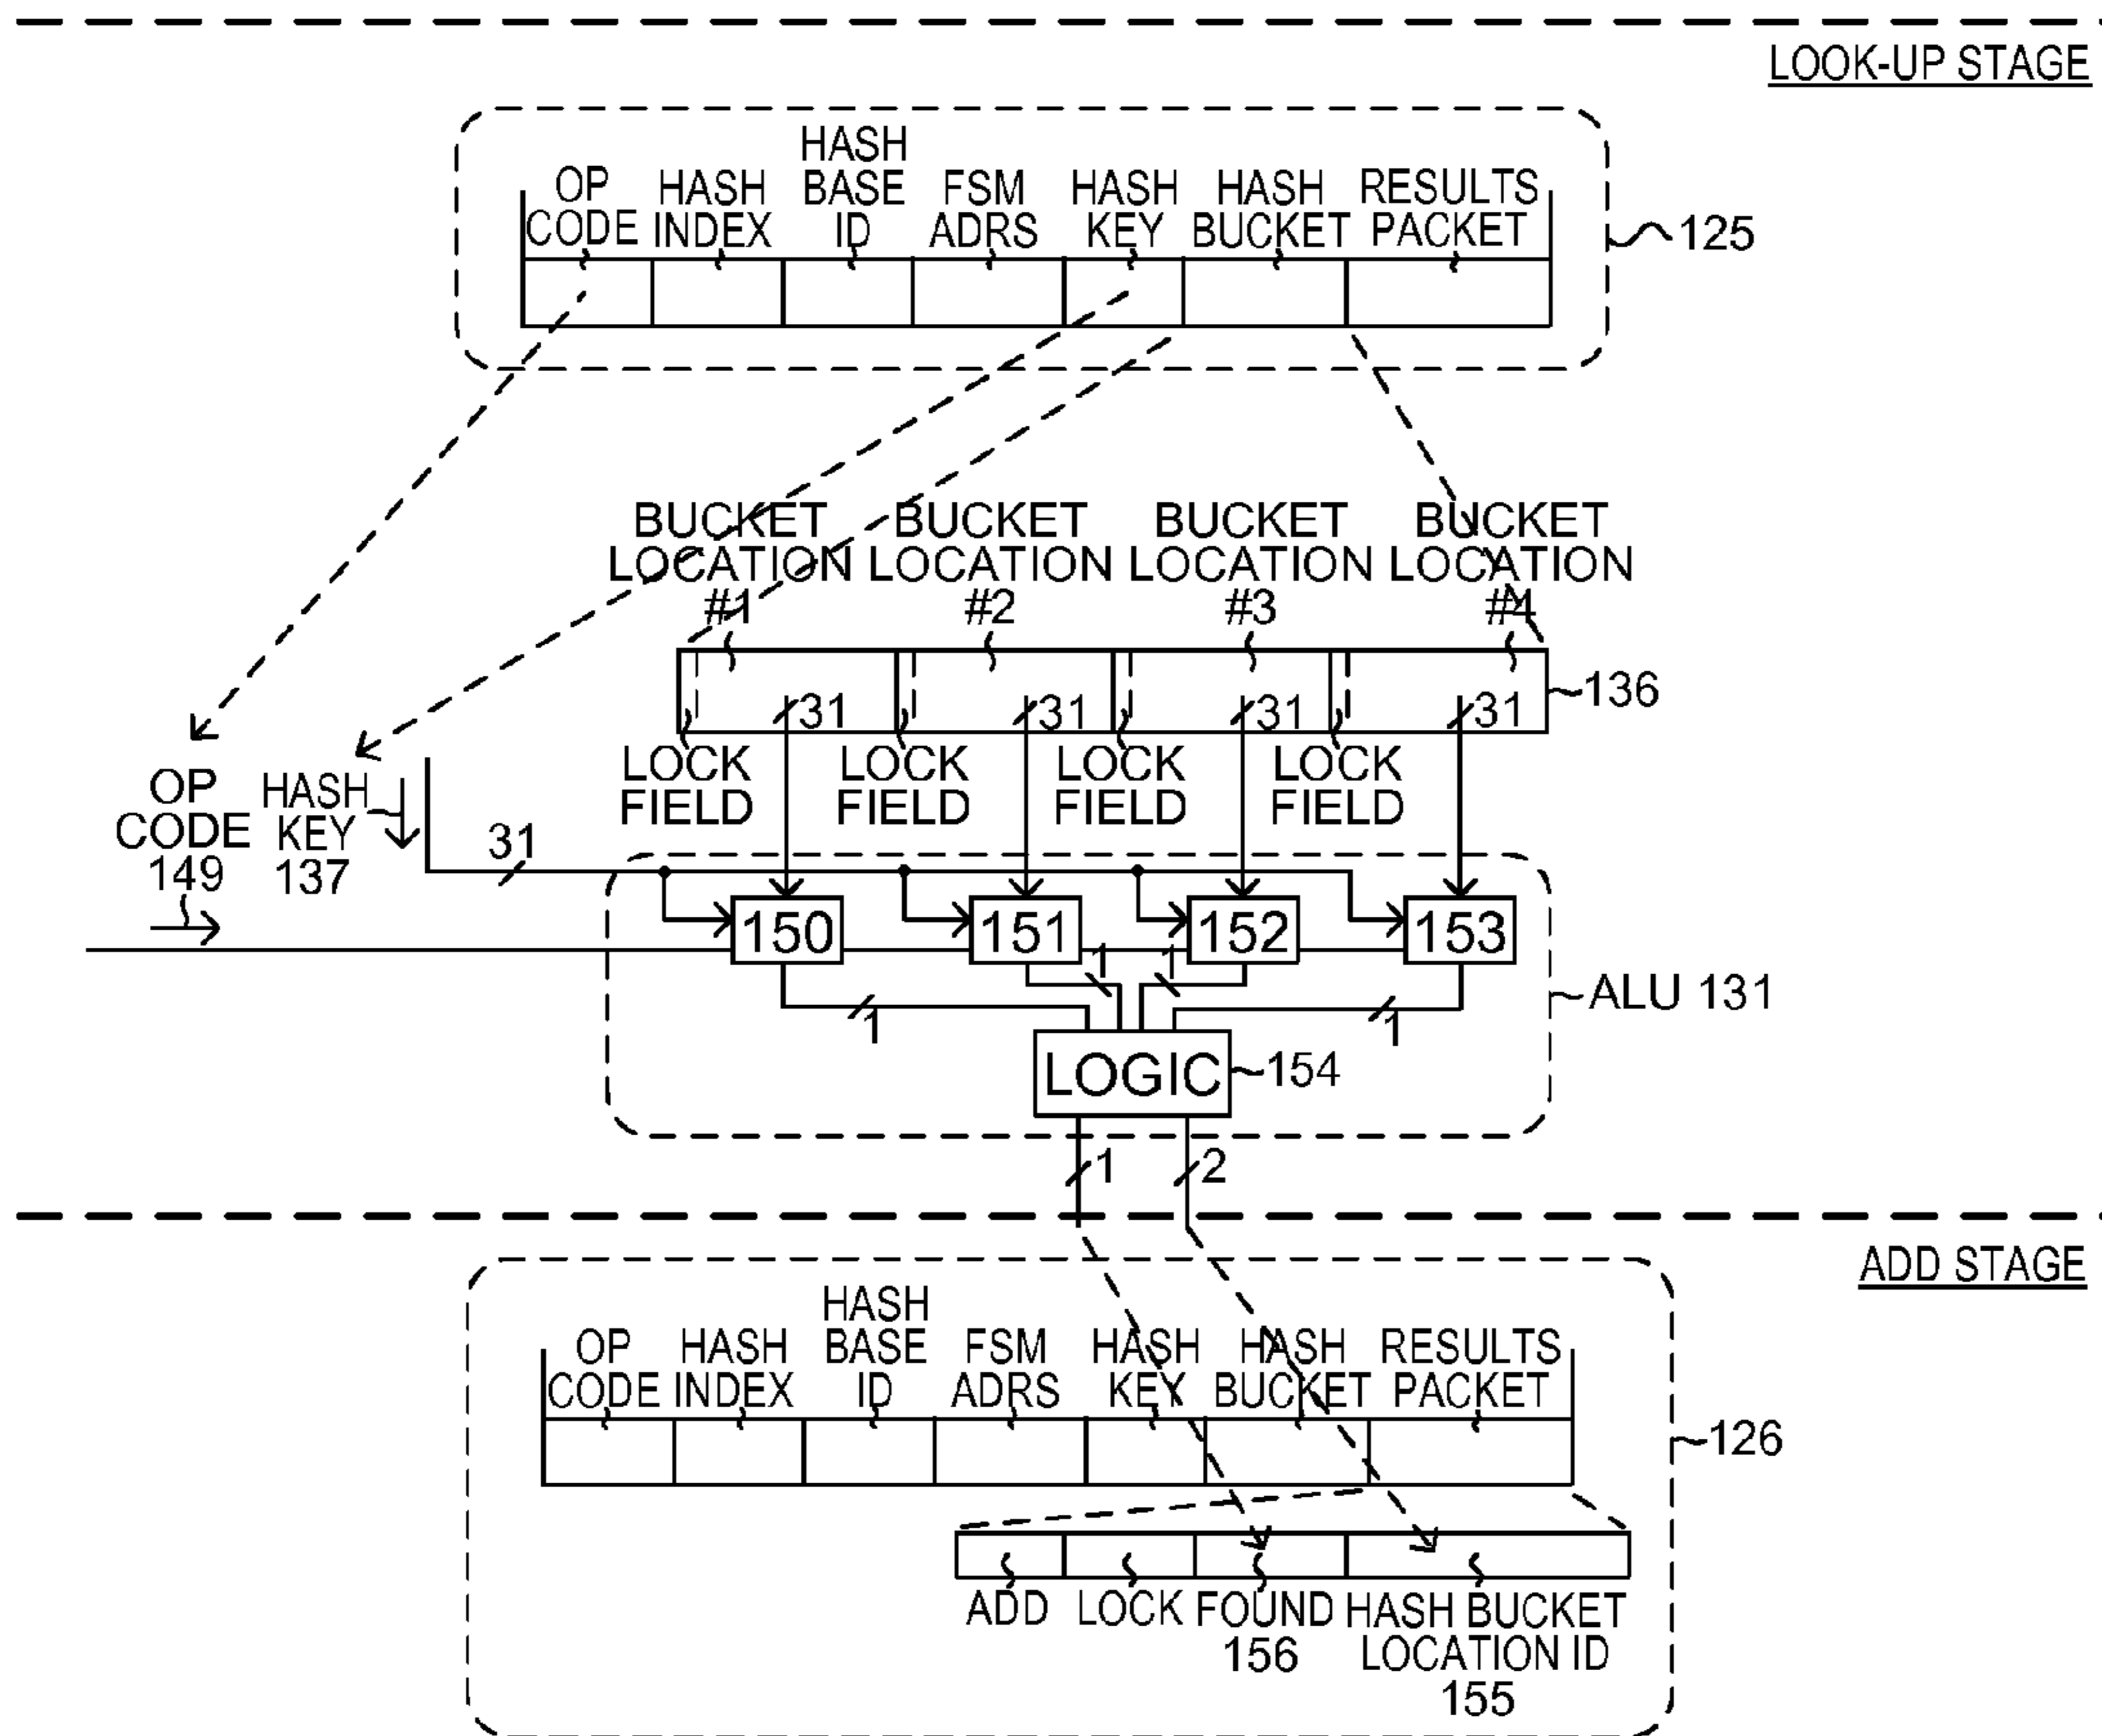 LOOK-UP STAGE
OP CODE
HASH INDEX
HASH BASE ID
FSM ADRS
HASH KEY
HASH BUCKET
RESULTS PACKET
125
BUCKET LOCATION #1
BUCKET LOCATION #2
BUCKET LOCATION #3
BUCKET LOCATION #4
31
31
31
31
136
LOCK FIELD
LOCK FIELD
LOCK FIELD
LOCK FIELD
OP CODE 149
HASH KEY 137
31
150
151
152
153
1
1
1
1
ALU 131
LOGIC
154
1
2
ADD STAGE
OP CODE
HASH INDEX
HASH BASE ID
FSM ADRS
HASH KEY
HASH BUCKET
RESULTS PACKET
126
ADD
LOCK
FOUND 156
HASH BUCKET LOCATION ID 155